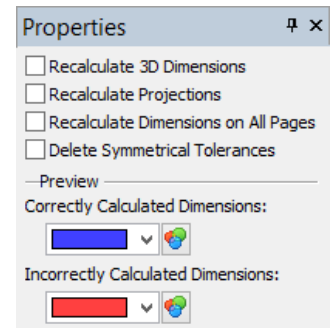 Properties
Recalculate 3D Dimensions
Recalculate Projections
Recalculate Dimensions on All Pages
Delete Symmetrical Tolerances
Preview
Correctly Calculated Dimensions:
Incorrectly Calculated Dimensions: